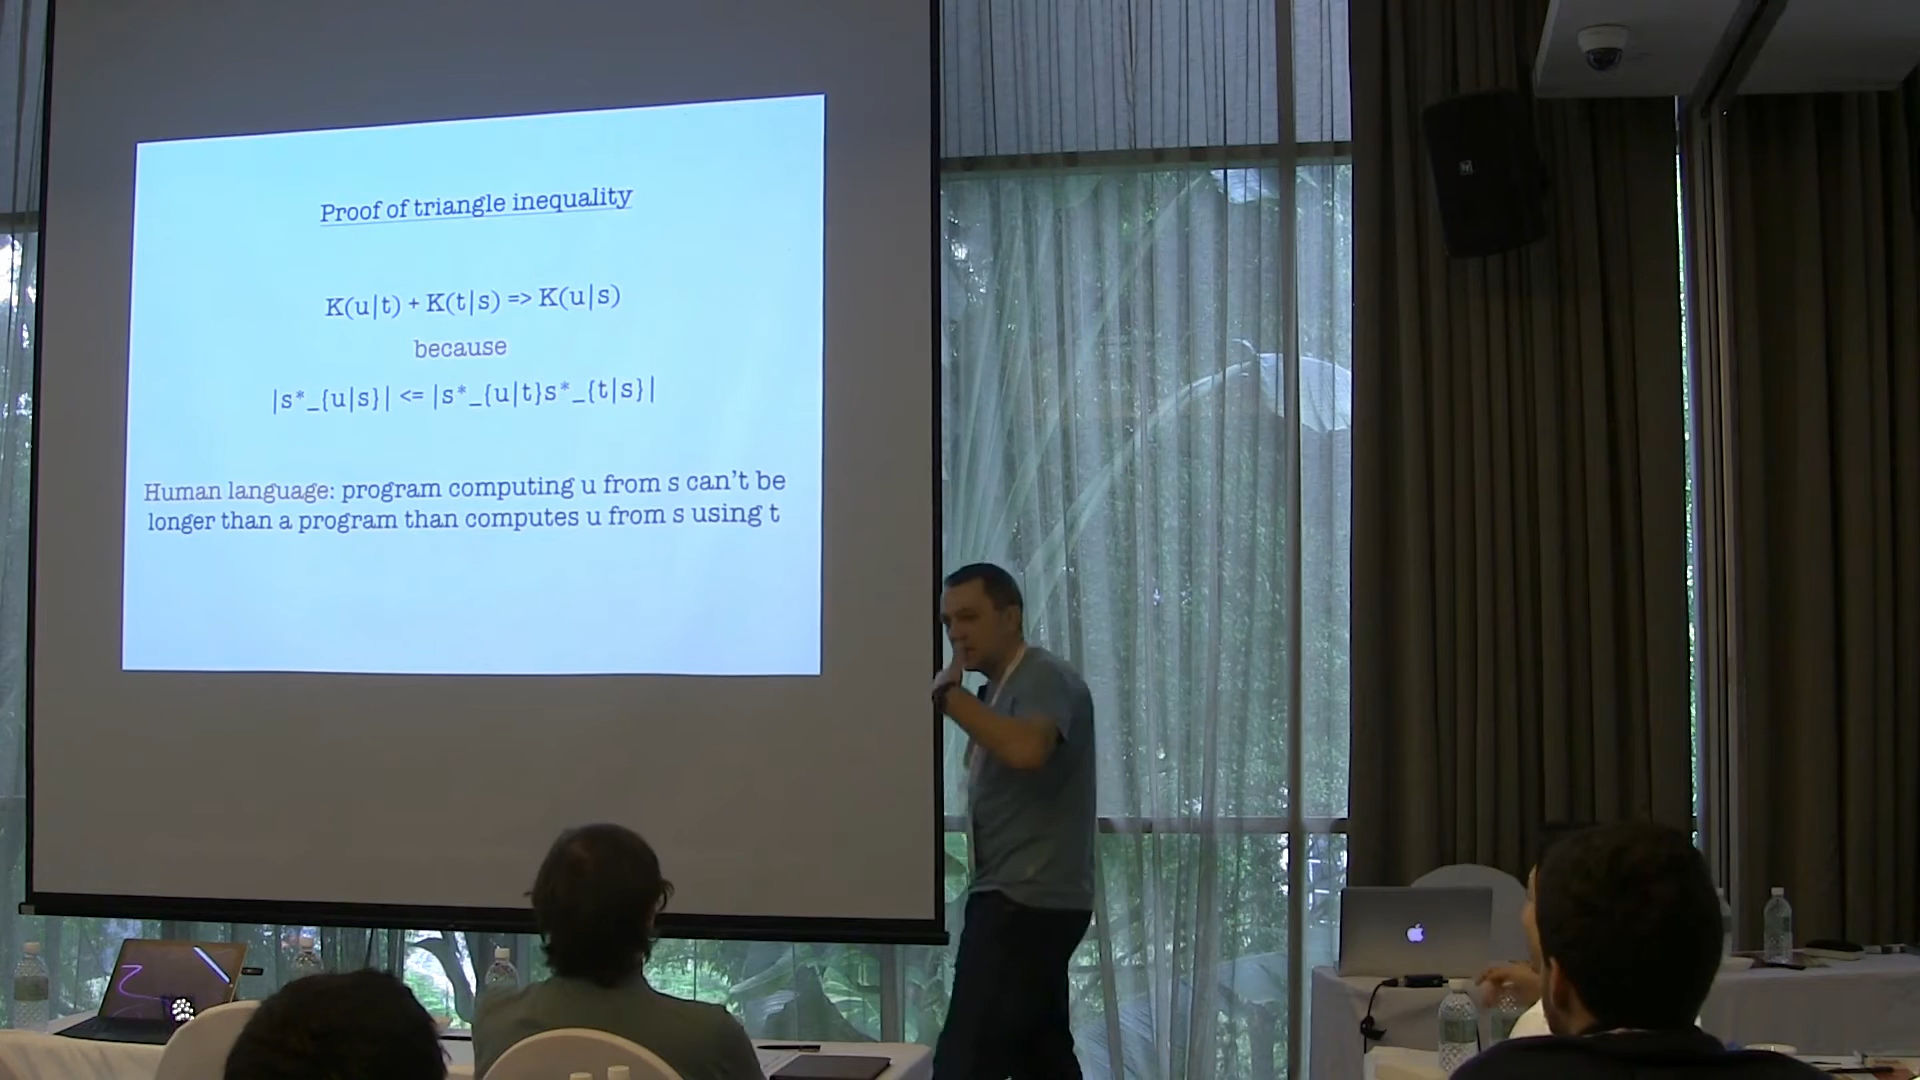 Proof of triangle inequality
K(u|t) + K(t|s) => K(u|s)
because
|s*_{u|s}| <= |s*_{u|t}s*_{t|s}|
Human language: program computing u from s can't be
longer than a program than computes u from s using t